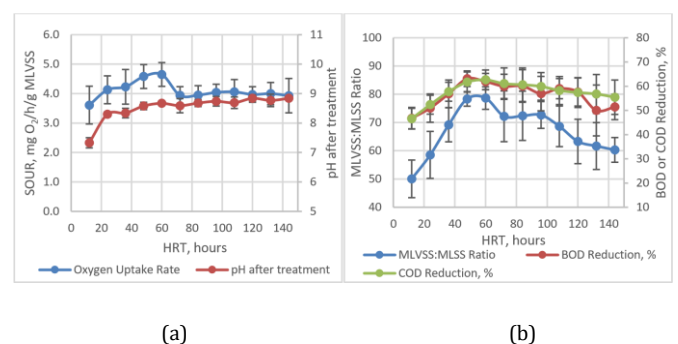 (a)
6.0
5.0
4.0
3.0
2.0
1.0
0.0
SOUR, mg O₂/h/g MLVSS
11
10
9
8
7
6
5
pH after treatment
0 20 40 60 80 100 120 140
HRT, hours
Oxygen Uptake Rate pH after treatment
(b)
100
90
80
70
60
50
40
MLVSS:MLSS Ratio
80
70
60
50
40
30
20
10
BOD or COD Reduction, %
0 20 40 60 80 100 120 140
HRT, hours
MLVSS:MLSS Ratio BOD Reduction, %
COD Reduction, %